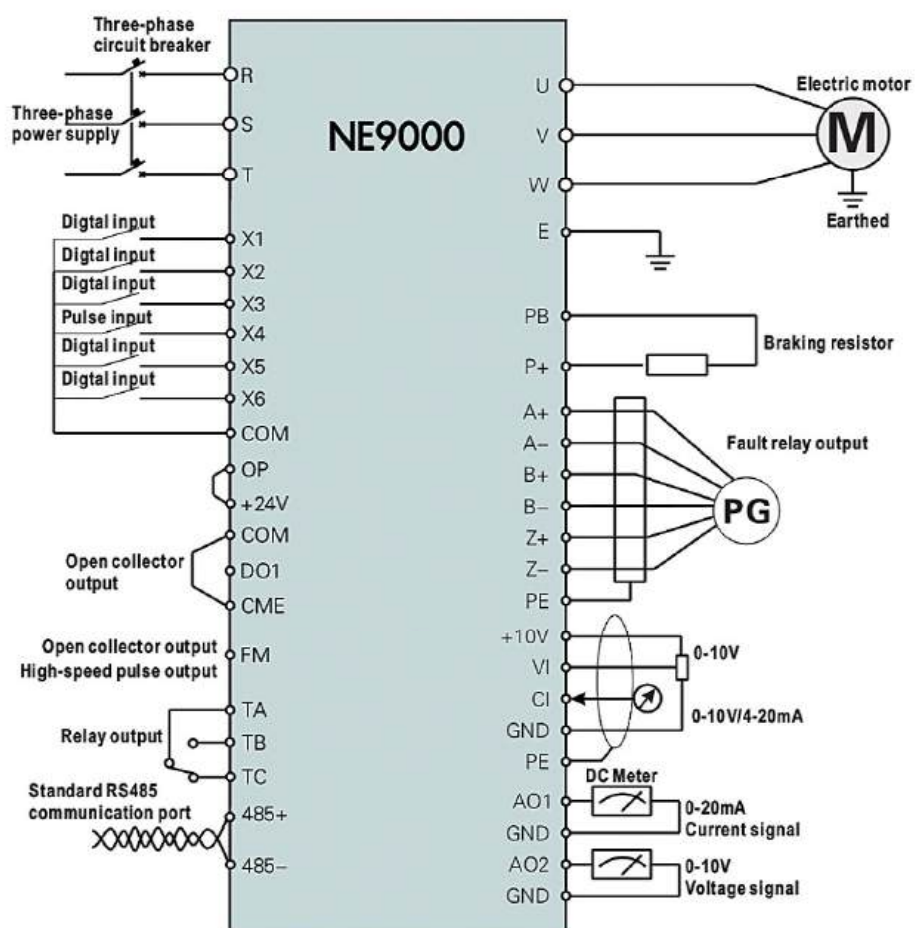 Three-phase
circuit breaker
R
Three-phase
power supply
S
T
NE9000
U
V
W
Electric motor
M
Earthed
E
Digtal input
X1
Digtal input
X2
Digtal input
X3
Pulse input
X4
Digtal input
X5
Digtal input
X6
COM
OP
+24V
COM
Open collector
output
DO1
CME
Open collector output
High-speed pulse output
FM
TA
Relay output
TB
TC
Standard RS485
communication port
485+
485–
PB
Braking resistor
P+
A+
A–
Fault relay output
B+
B–
PG
Z+
Z–
PE
+10V
0-10V
VI
CI
0-10V/4-20mA
GND
PE
DC Meter
AO1
0-20mA
Current signal
GND
AO2
0-10V
Voltage signal
GND